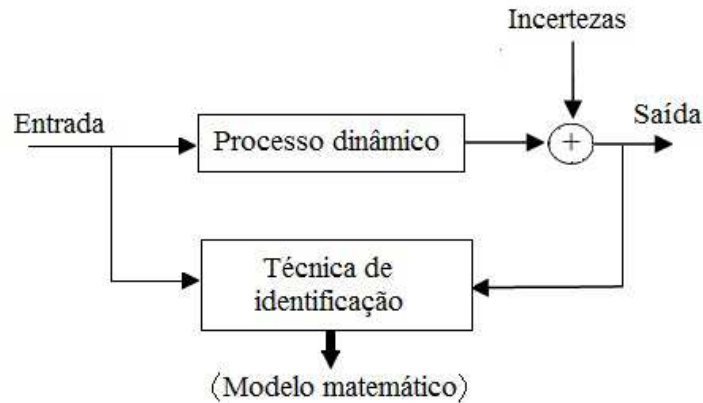 Incertezas
Entrada
Processo dinâmico
+
Saída
Técnica de
identificação
(Modelo matemático)